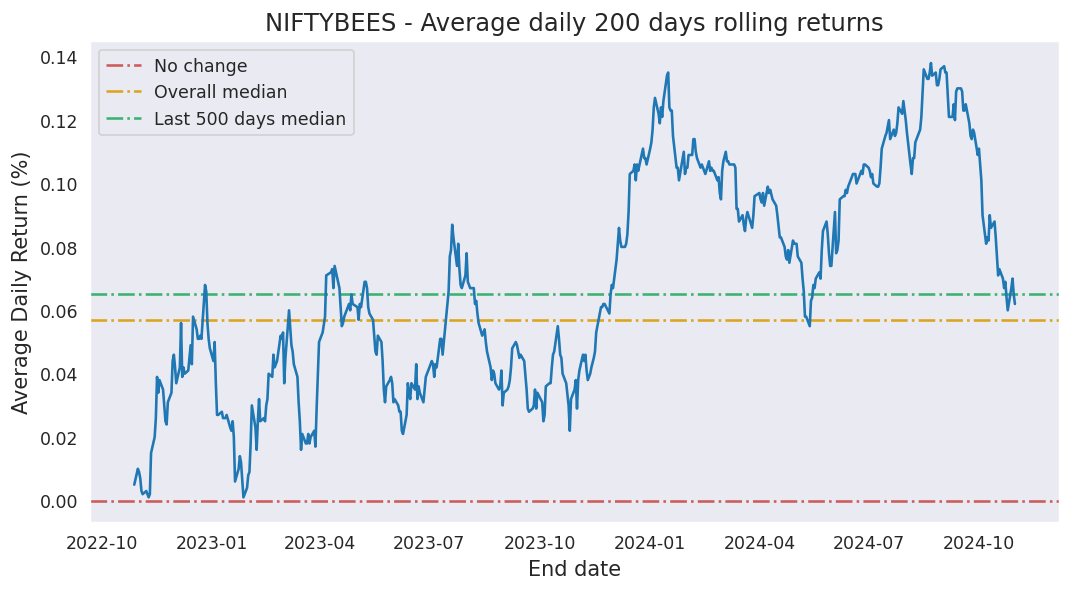 NIFTYBEES - Average daily 200 days rolling returns
No change
Overall median
Last 500 days median
Average Daily Return (%)
0.14
0.12
0.10
0.08
0.06
0.04
0.02
0.00
2022-10 2023-01 2023-04 2023-07 2023-10 2024-01 2024-04 2024-07 2024-10
End date